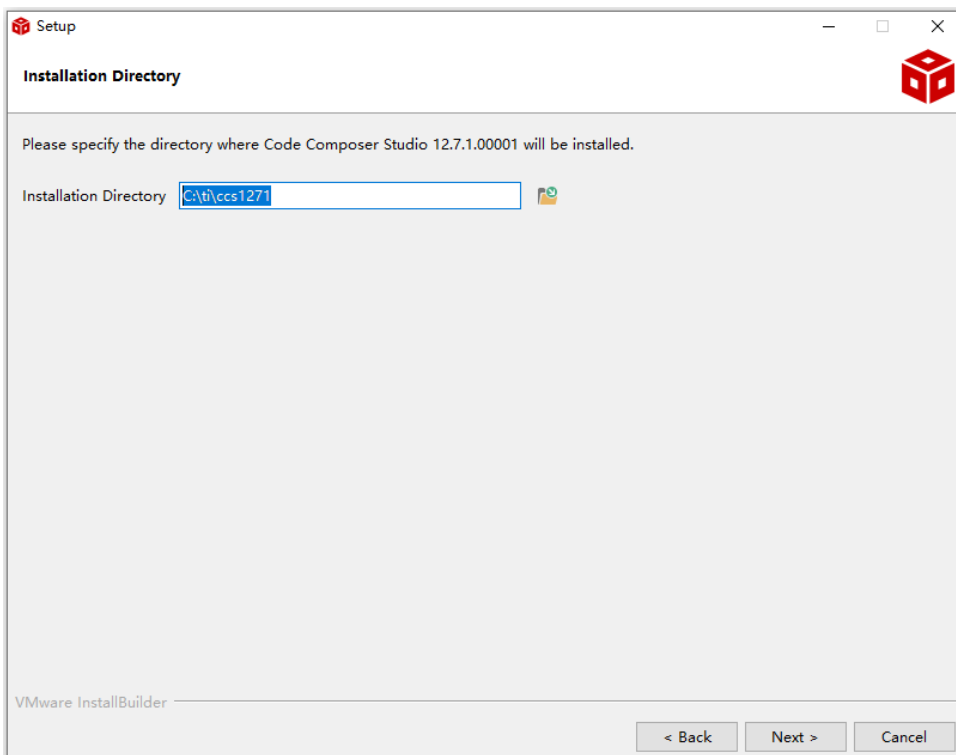 Setup
Installation Directory
Please specify the directory where Code Composer Studio 12.7.1.00001 will be installed.
Installation Directory C:\ti\ccs1271
VMware InstallBuilder
< Back Next > Cancel